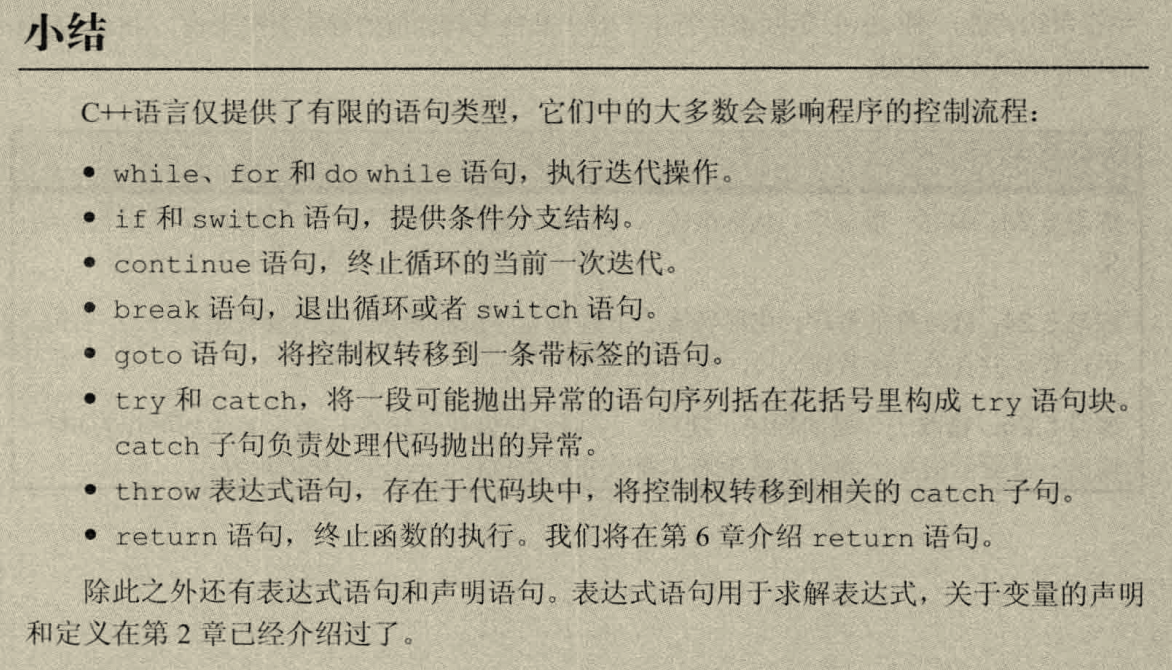 小结
C++语言仅提供了有限的语句类型，它们中的大多数会影响程序的控制流程：
• while、for 和 do while 语句，执行迭代操作。
• if 和 switch 语句，提供条件分支结构。
• continue 语句，终止循环的当前一次迭代。
• break 语句，退出循环或者 switch 语句。
• goto 语句，将控制权转移到一条带标签的语句。
• try 和 catch，将一段可能抛出异常的语句序列括在花括号里构成 try 语句块。
catch 子句负责处理代码抛出的异常。
• throw 表达式语句，存在于代码块中，将控制权转移到相关的 catch 子句。
• return 语句，终止函数的执行。我们将在第 6 章介绍 return 语句。
除此之外还有表达式语句和声明语句。表达式语句用于求解表达式，关于变量的声明
和定义在第 2 章已经介绍过了。